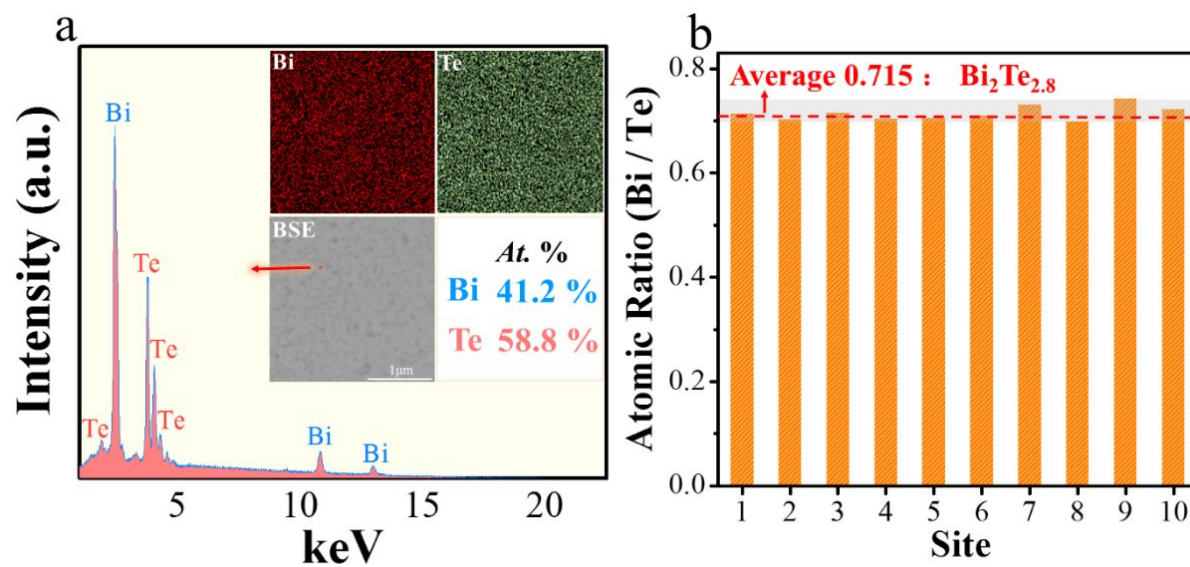 a
Intensity (a.u.)
Bi
Te
Te
Te
Te
Bi
Bi
5
10
15
20
keV
Bi
Te
BSE
1μm
At. %
Bi 41.2 %
Te 58.8 %
b
Atomic Ratio (Bi / Te)
0.8
0.6
0.4
0.2
0.0
Average 0.715 : Bi₂Te₂.₈
1 2 3 4 5 6 7 8 9 10
Site